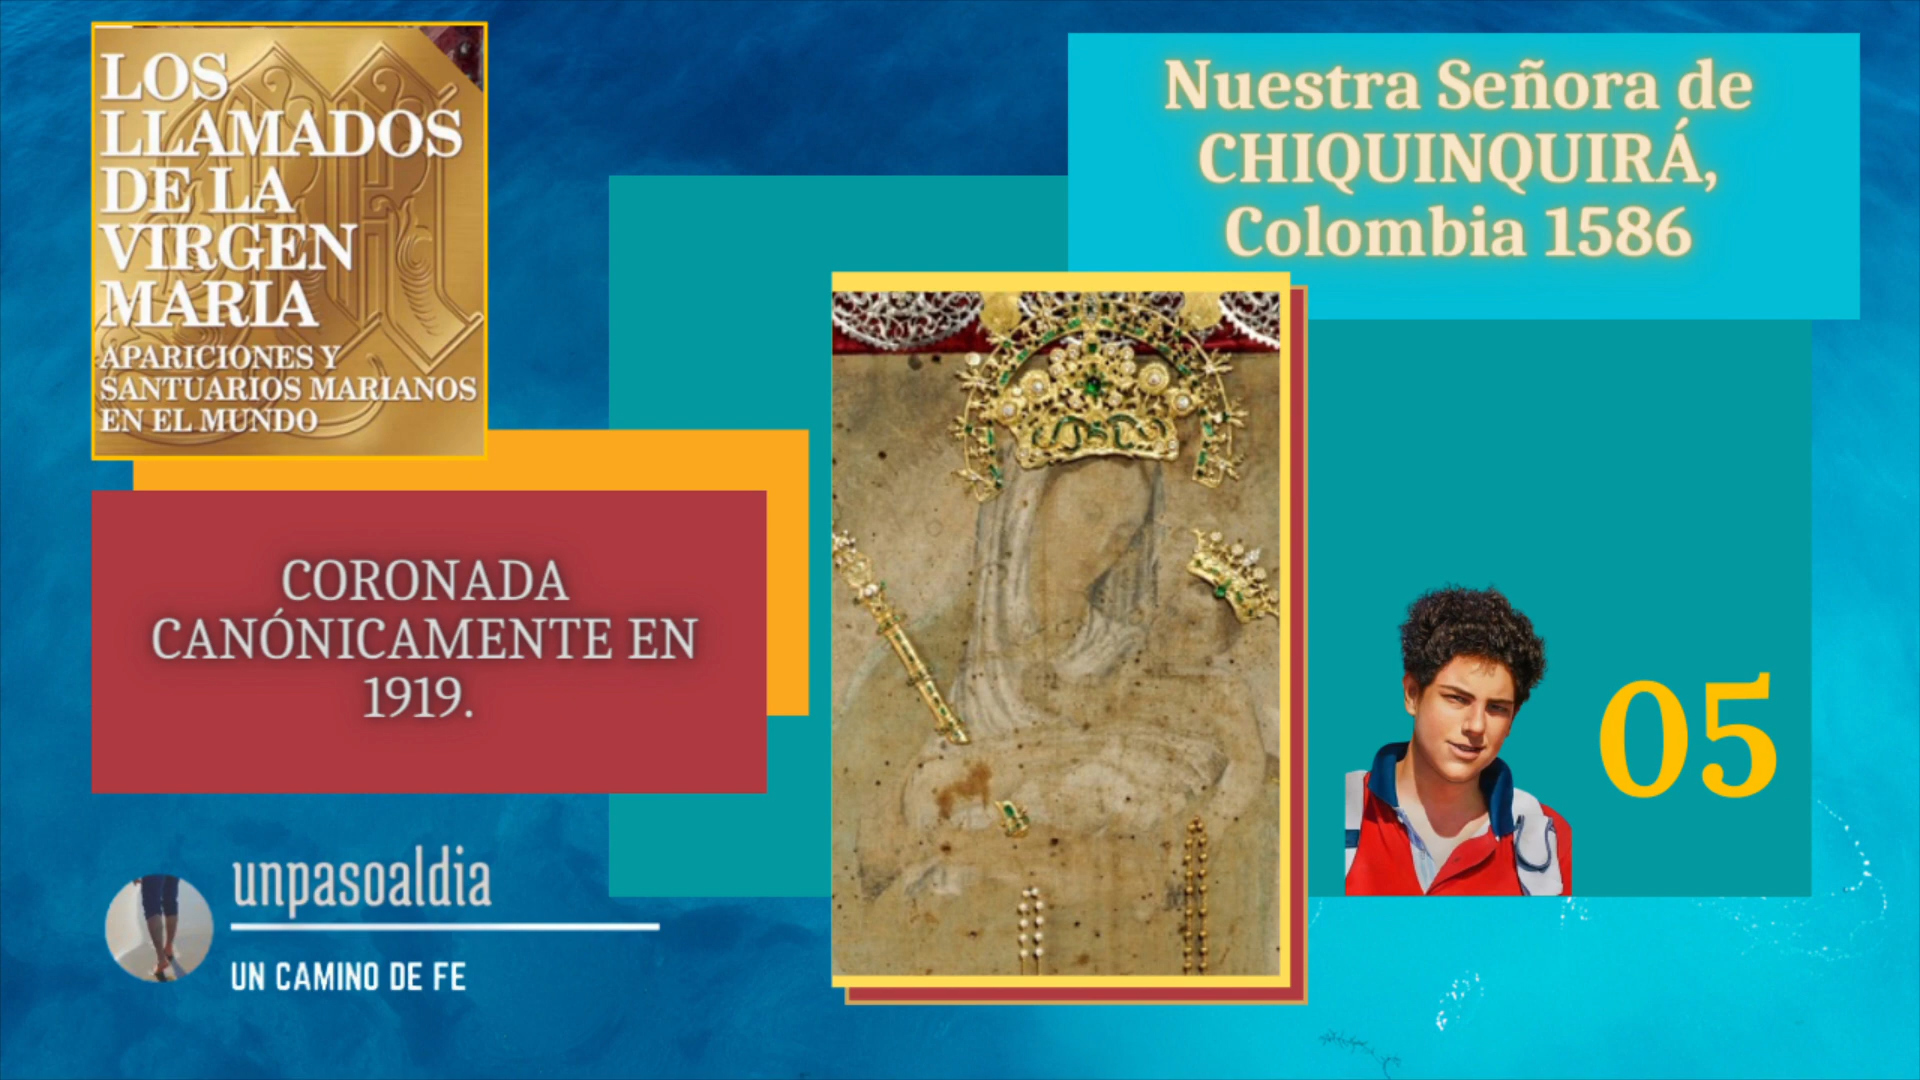 LOS
LLAMADOS
DE LA
VIRGEN
MARIA
APARICIONES Y
SANTUARIOS MARIANOS
EN EL MUNDO
Nuestra Señora de
CHIQUINQUIRÁ,
Colombia 1586
CORONADA
CANÓNICAMENTE EN
1919.
05
unpasoaldia
UN CAMINO DE FE